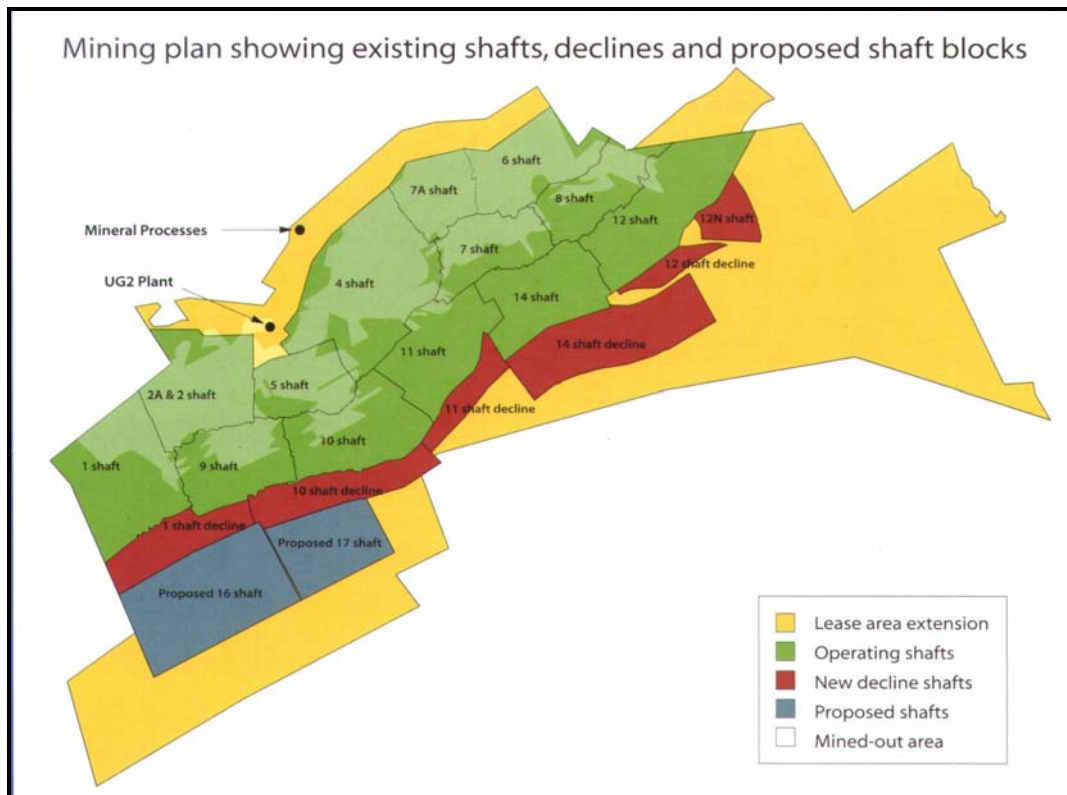 Mining plan showing existing shafts, declines and proposed shaft blocks
6 shaft
7A shaft
8 shaft
12 shaft
12N shaft
Mineral Processes
7 shaft
12 shaft decline
UG2 Plant
4 shaft
14 shaft
11 shaft
14 shaft decline
5 shaft
2A & 2 shaft
11 shaft decline
10 shaft
1 shaft
9 shaft
10 shaft decline
1 shaft decline
Proposed 17 shaft
Proposed 16 shaft
Lease area extension
Operating shafts
New decline shafts
Proposed shafts
Mined-out area